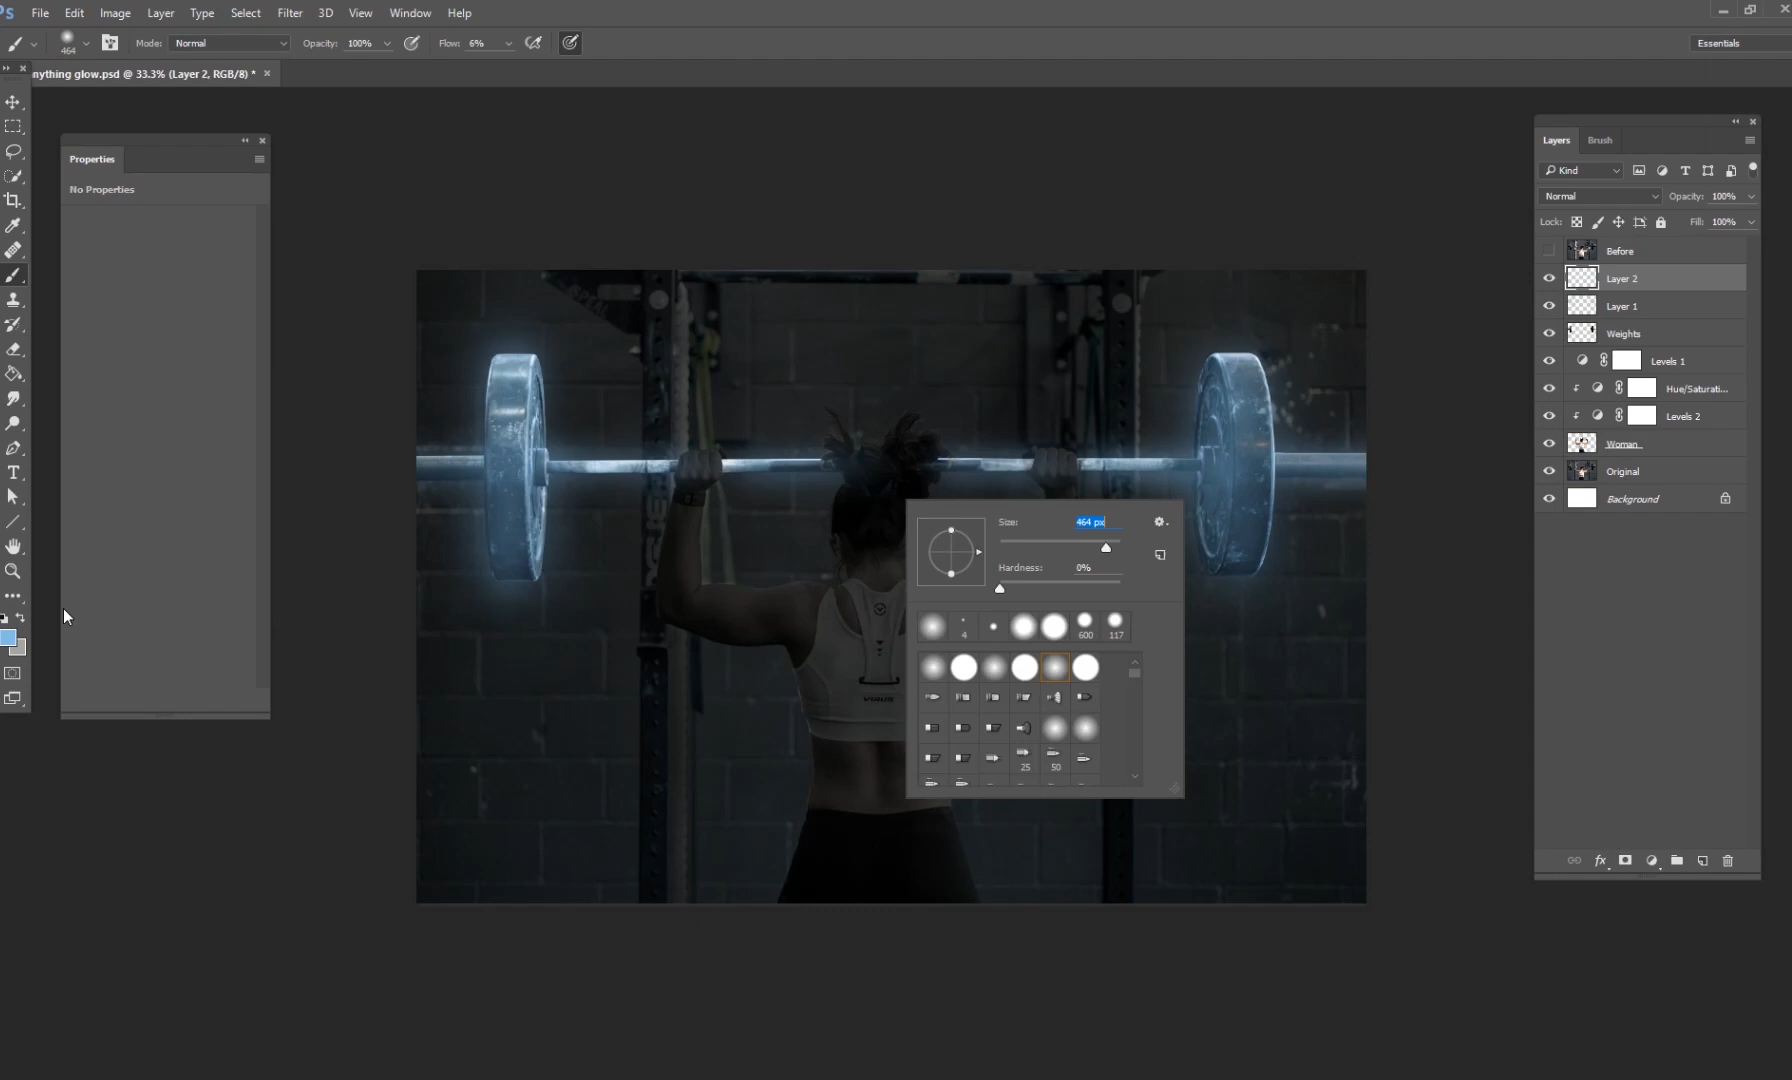 Ps File Edit Image Layer Type Select Filter 3D View Window Help
464 Mode: Normal Opacity: 100% Flow: 6% Essentials
nything glow.psd @ 33.3% (Layer 2, RGB/8) * ×
Properties
No Properties
Layers Brush
Kind
Normal Opacity: 100%
Lock: Fill: 100%
Before
Layer 2
Layer 1
Weights
Levels 1
Hue/Saturati...
Levels 2
Woman
Original
Background
Size: 464 px
Hardness: 0%
4 600 117
25 50
VIRUS
fx